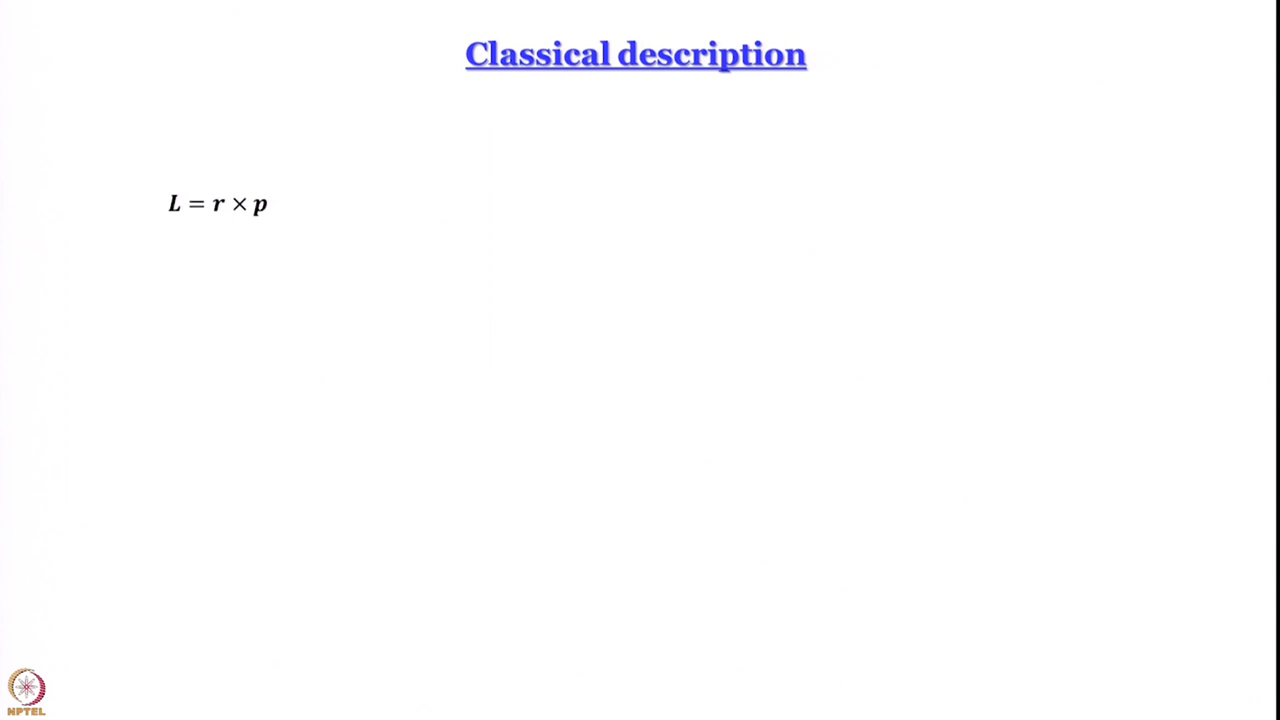 Classical description
L = r × p
NPTEL